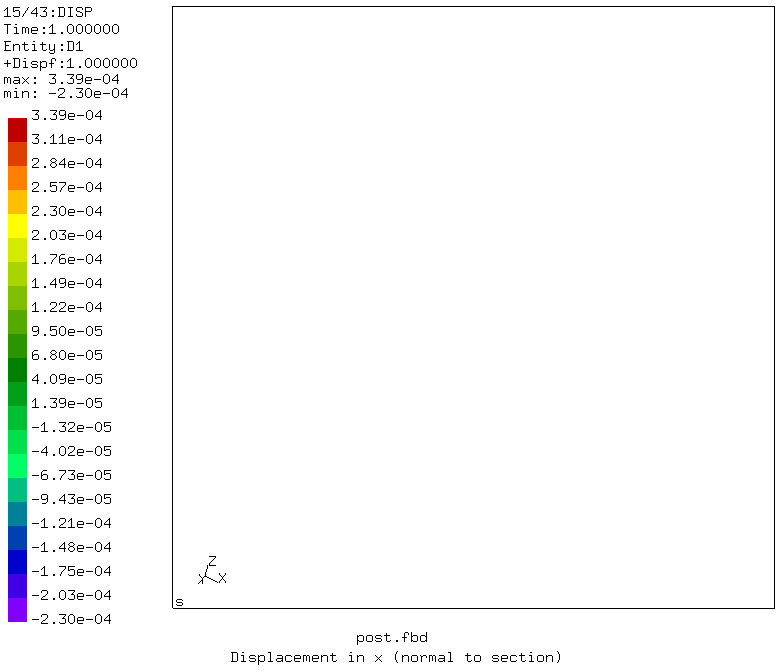 15/43:DISP
Time:1.000000
Entity:D1
+Dispf:1.000000
max: 3.39e-04
min: -2.30e-04
3.39e-04
3.11e-04
2.84e-04
2.57e-04
2.30e-04
2.03e-04
1.76e-04
1.49e-04
1.22e-04
9.50e-05
6.80e-05
4.09e-05
1.39e-05
-1.32e-05
-4.02e-05
-6.73e-05
-9.43e-05
-1.21e-04
-1.48e-04
-1.75e-04
-2.03e-04
-2.30e-04
Z
Y X
s
post.fbd
Displacement in x (normal to section)